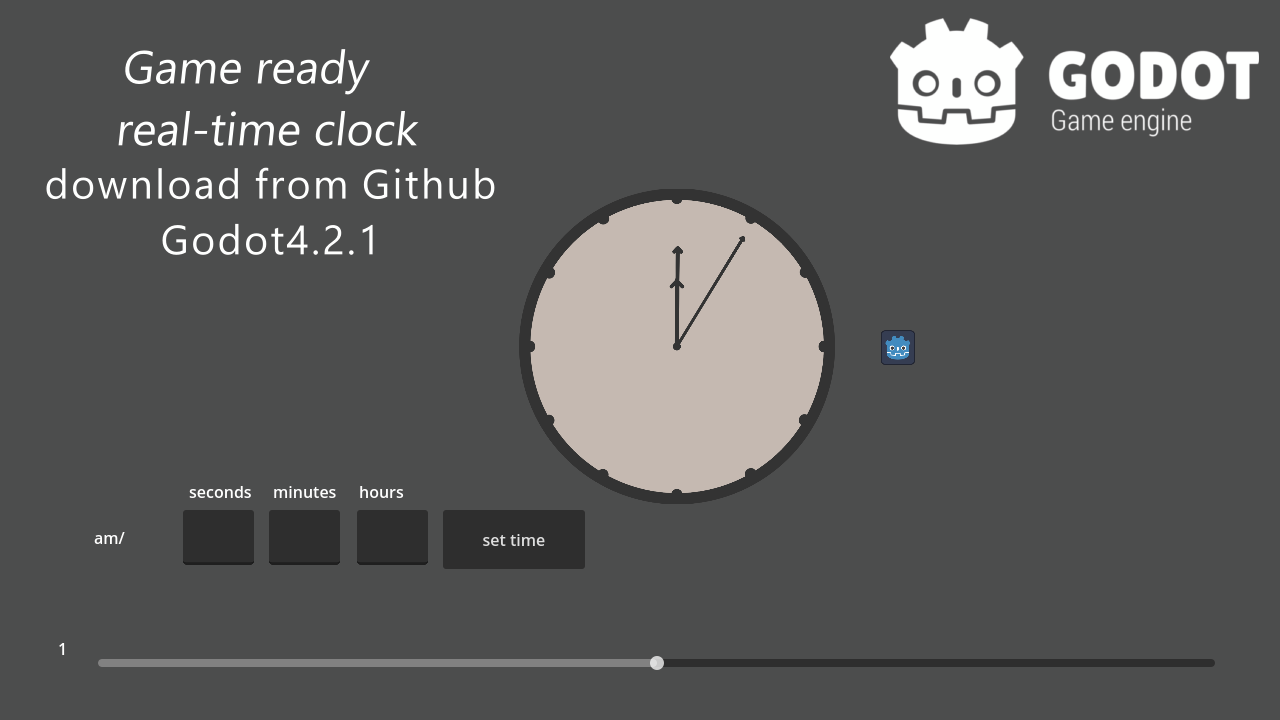 Game ready
real-time clock
download from Github
Godot4.2.1
GODOT
Game engine
seconds minutes hours
am/
set time
1